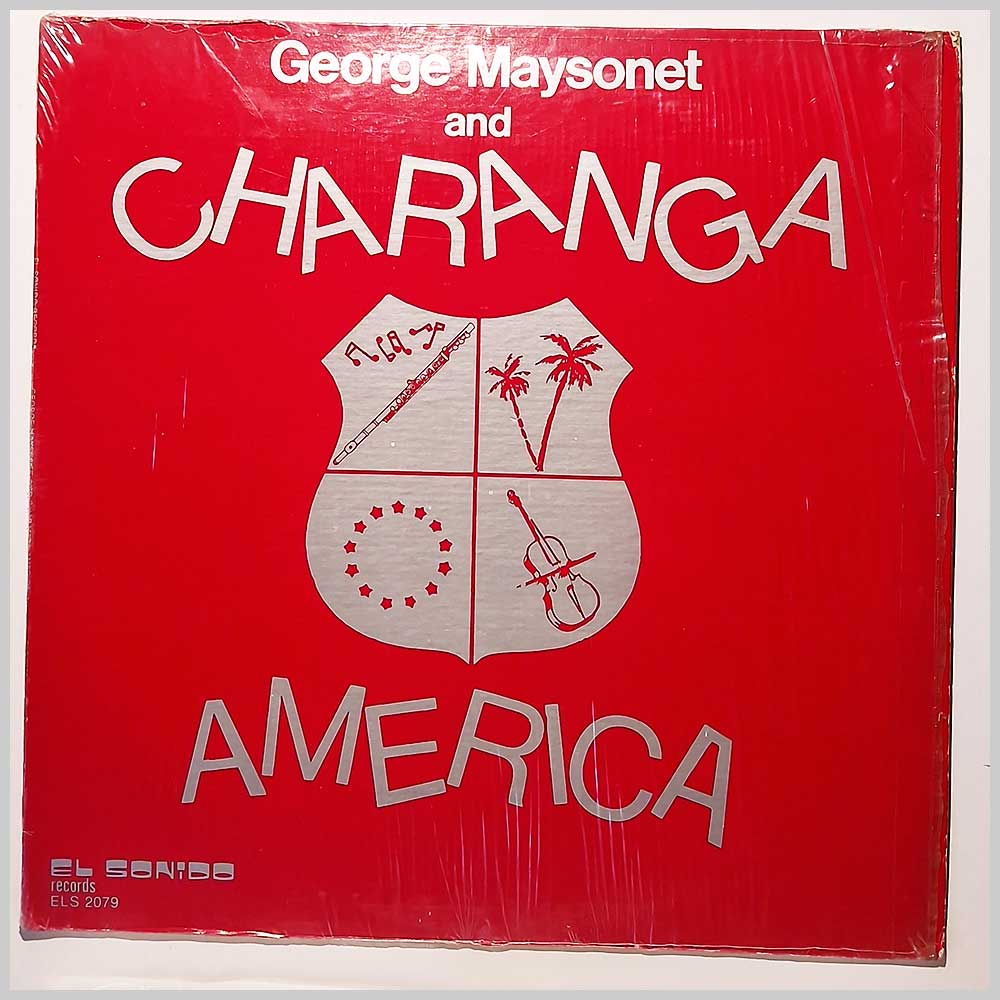 George Maysonet
and
CHARANGA
AMERICA
EL SONIDO
records
ELS 2079